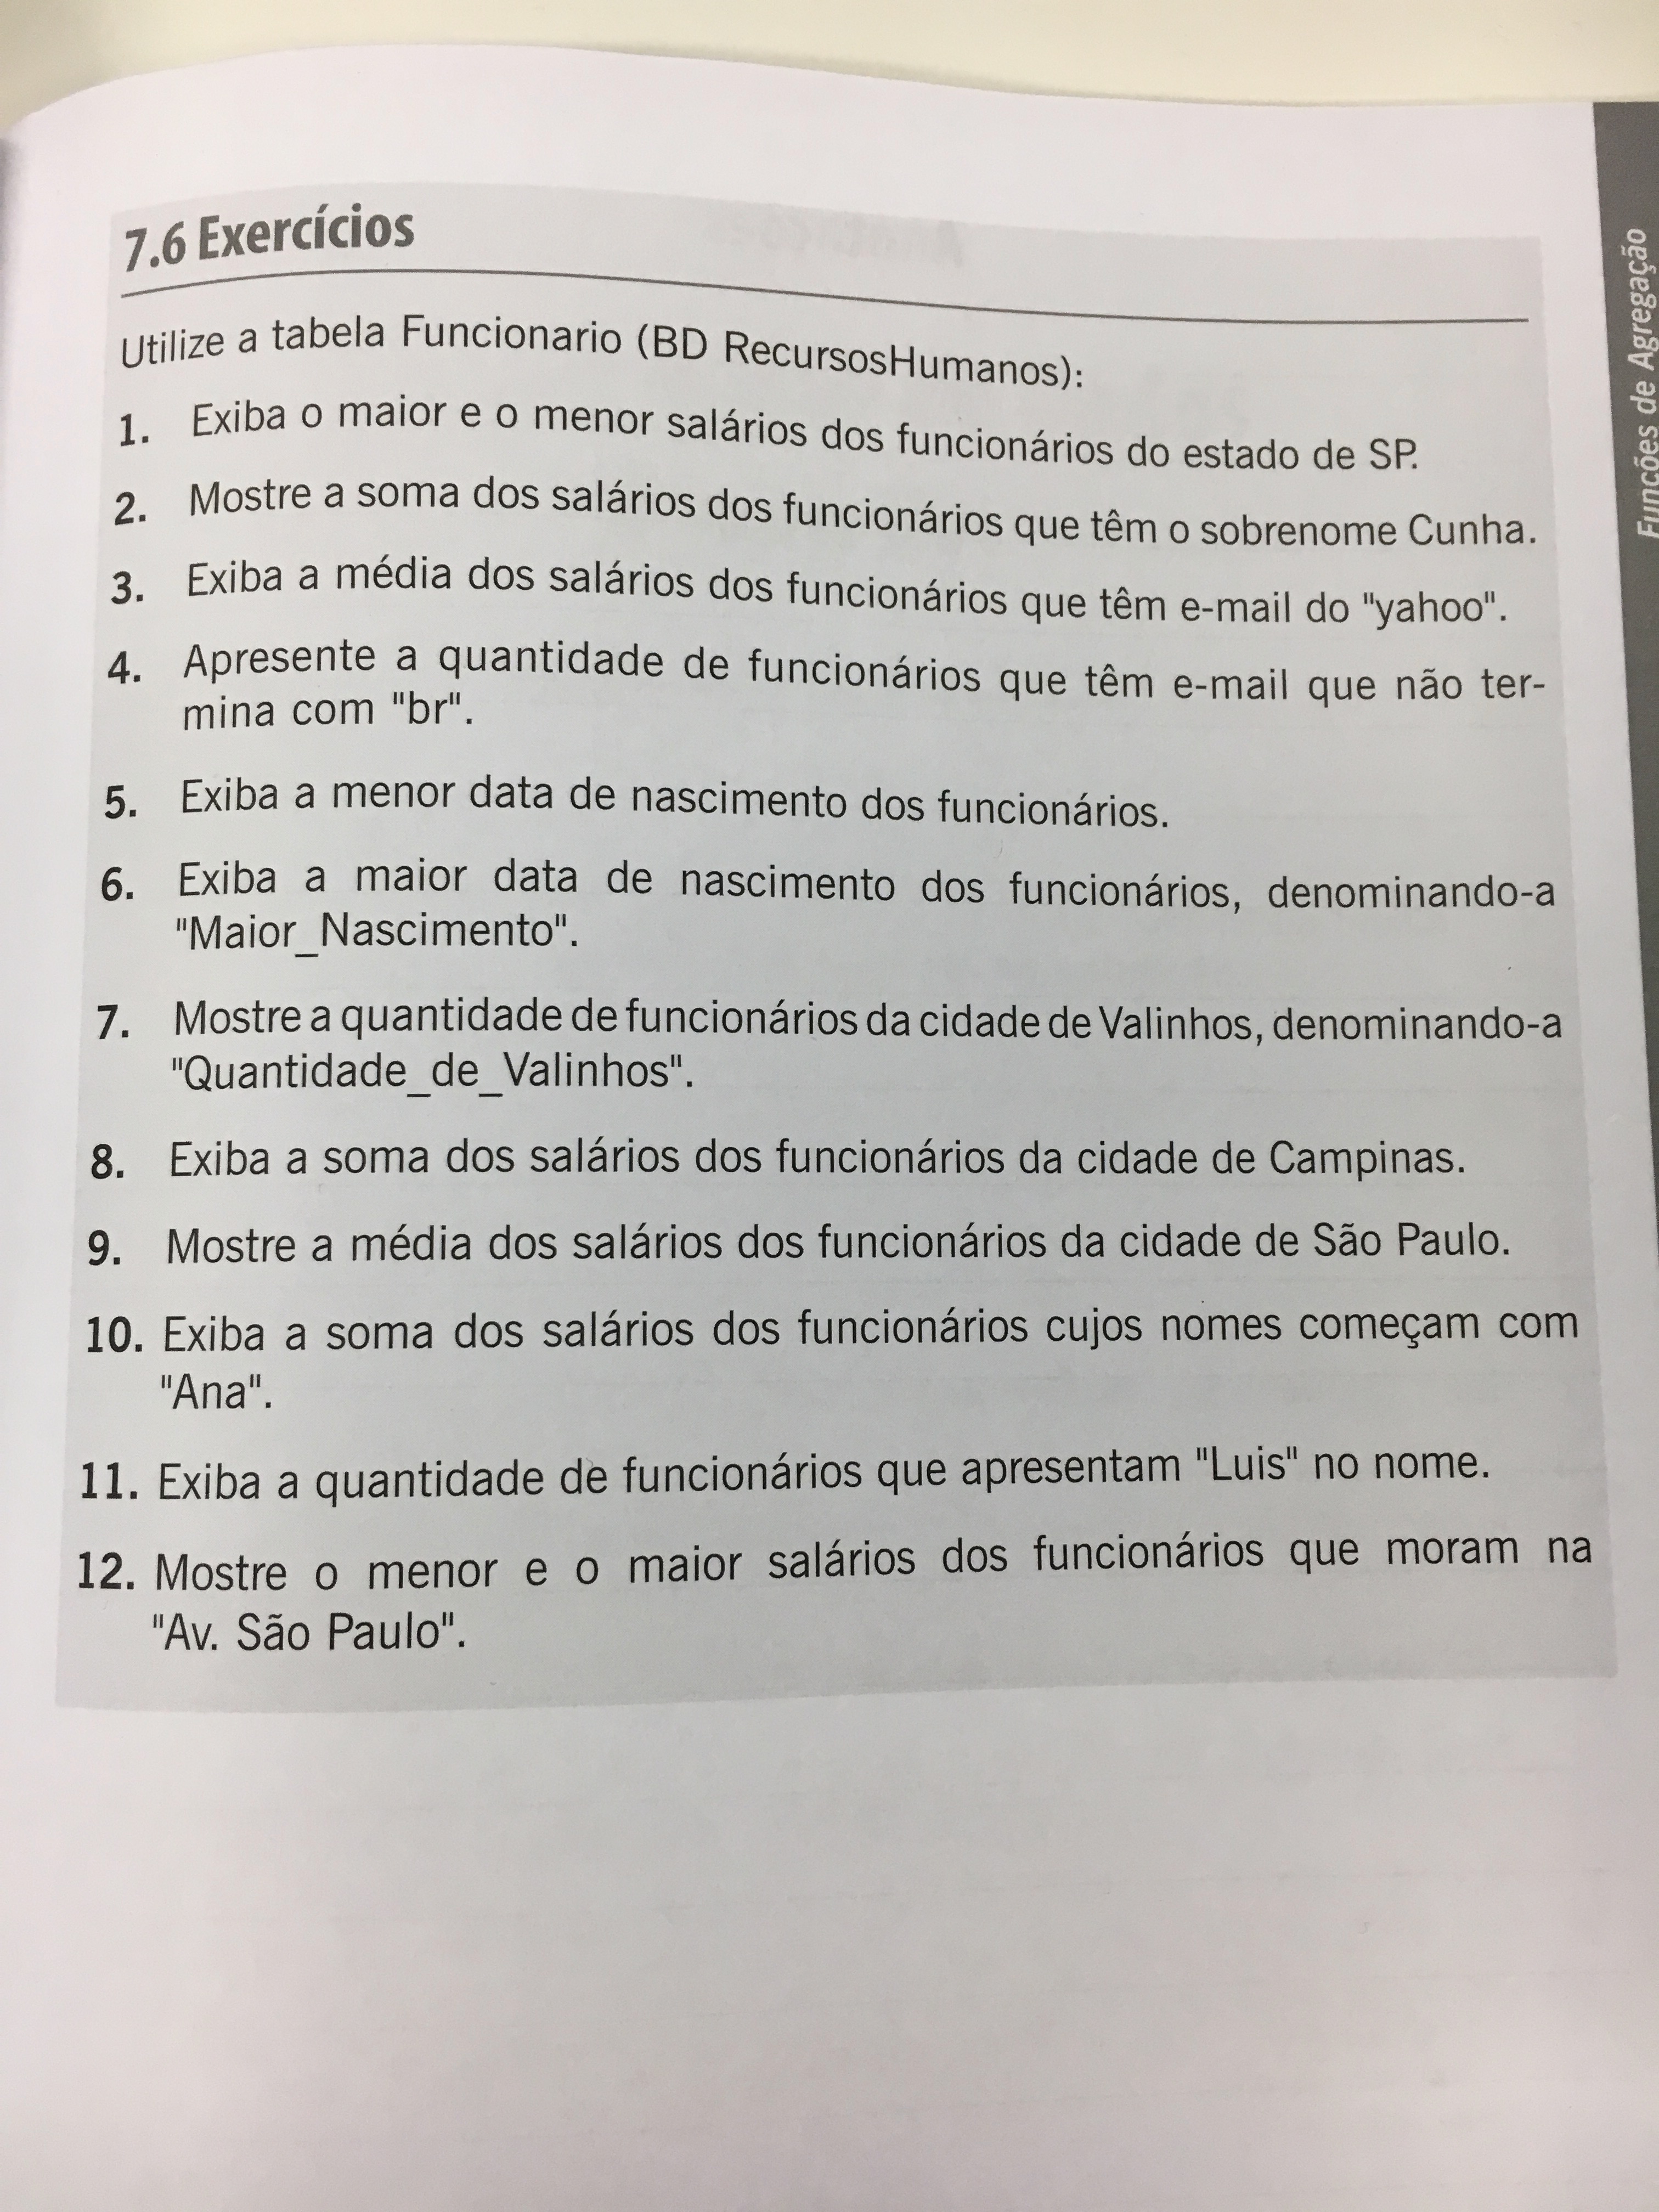 7.6 Exercícios
Utilize a tabela Funcionario (BD RecursosHumanos):
1. Exiba o maior e o menor salários dos funcionários do estado de SP.
2. Mostre a soma dos salários dos funcionários que têm o sobrenome Cunha.
3. Exiba a média dos salários dos funcionários que têm e-mail do "yahoo".
4. Apresente a quantidade de funcionários que têm e-mail que não ter-
mina com "br".
5. Exiba a menor data de nascimento dos funcionários.
6. Exiba a maior data de nascimento dos funcionários, denominando-a
"Maior_Nascimento".
7. Mostre a quantidade de funcionários da cidade de Valinhos, denominando-a
"Quantidade_de_Valinhos".
8. Exiba a soma dos salários dos funcionários da cidade de Campinas.
9. Mostre a média dos salários dos funcionários da cidade de São Paulo.
10. Exiba a soma dos salários dos funcionários cujos nomes começam com
"Ana".
11. Exiba a quantidade de funcionários que apresentam "Luis" no nome.
12. Mostre o menor e o maior salários dos funcionários que moram na
"Av. São Paulo".
Funções de Agregação